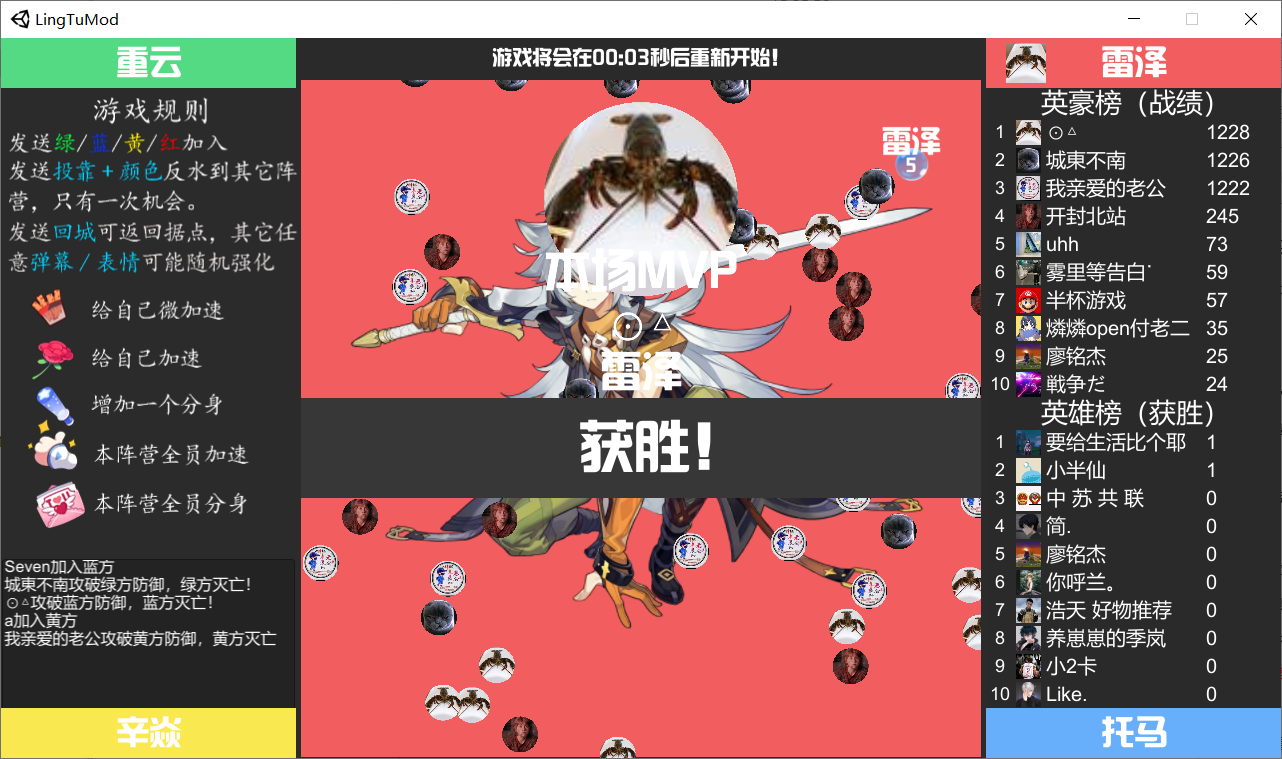 LingTuMod
重云
游戏规则
发送绿/蓝/黄/红加入
发送投靠+颜色反水到其它阵
营，只有一次机会。
发送回城可返回据点，其它任
意弹幕/表情可能随机强化
给自己微加速
给自己加速
增加一个分身
本阵营全员加速
本阵营全员分身
Seven加入蓝方
城東不南攻破绿方防御，绿方灭亡！
⊙△攻破蓝方防御，蓝方灭亡！
a加入黄方
我亲爱的老公攻破黄方防御，黄方灭亡
辛焱
游戏将会在00:03秒后重新开始！
雷泽
5
本场MVP
⊙ △
雷泽
获胜！
雷泽
英豪榜（战绩）
1 ⊙△ 1228
2 城東不南 1226
3 我亲爱的老公 1222
4 开封北站 245
5 uhh 73
6 雾里等告白· 59
7 半杯游戏 57
8 燐燐open付老二 35
9 廖铭杰 25
10 戦争だ 24
英雄榜（获胜）
1 要给生活比个耶 1
2 小半仙 1
3 中 苏 共 联 0
4 简. 0
5 廖铭杰 0
6 你呼兰。 0
7 浩天 好物推荐 0
8 养崽崽的季岚 0
9 小2卡 0
10 Like. 0
托马